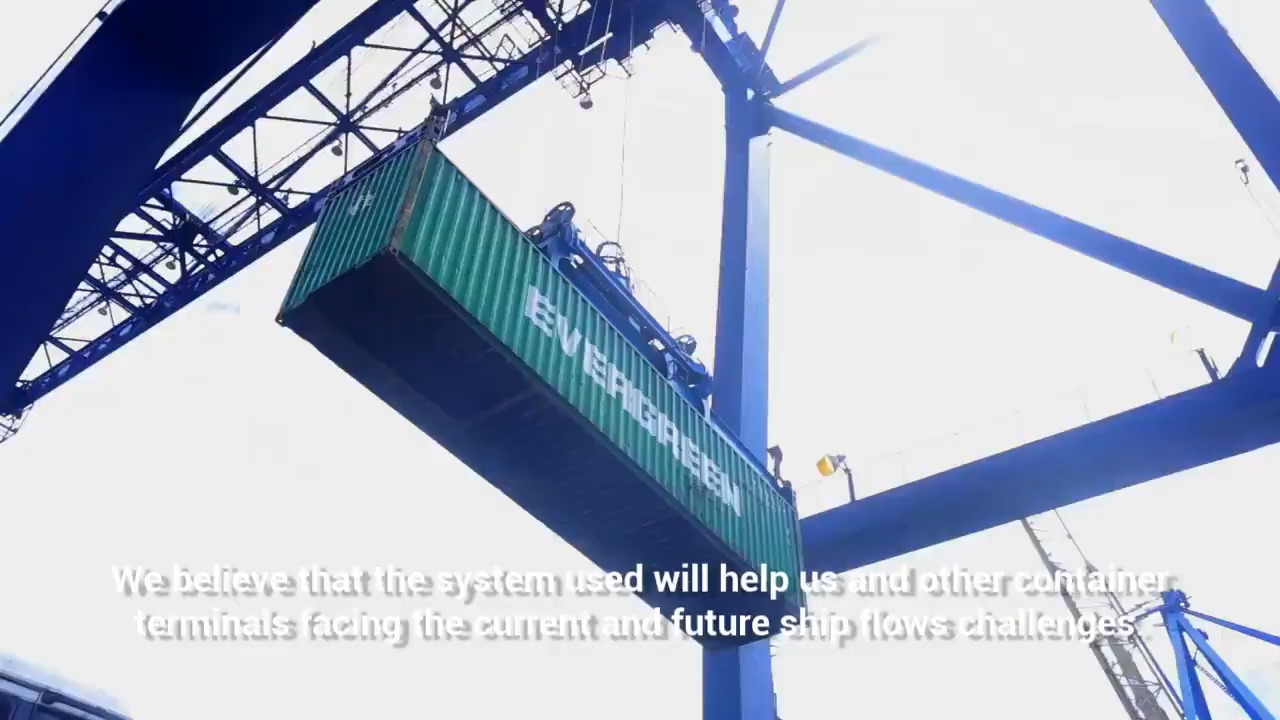 EVERGREEN
We believe that the system used will help us and other container
terminals facing the current and future ship flows challenges